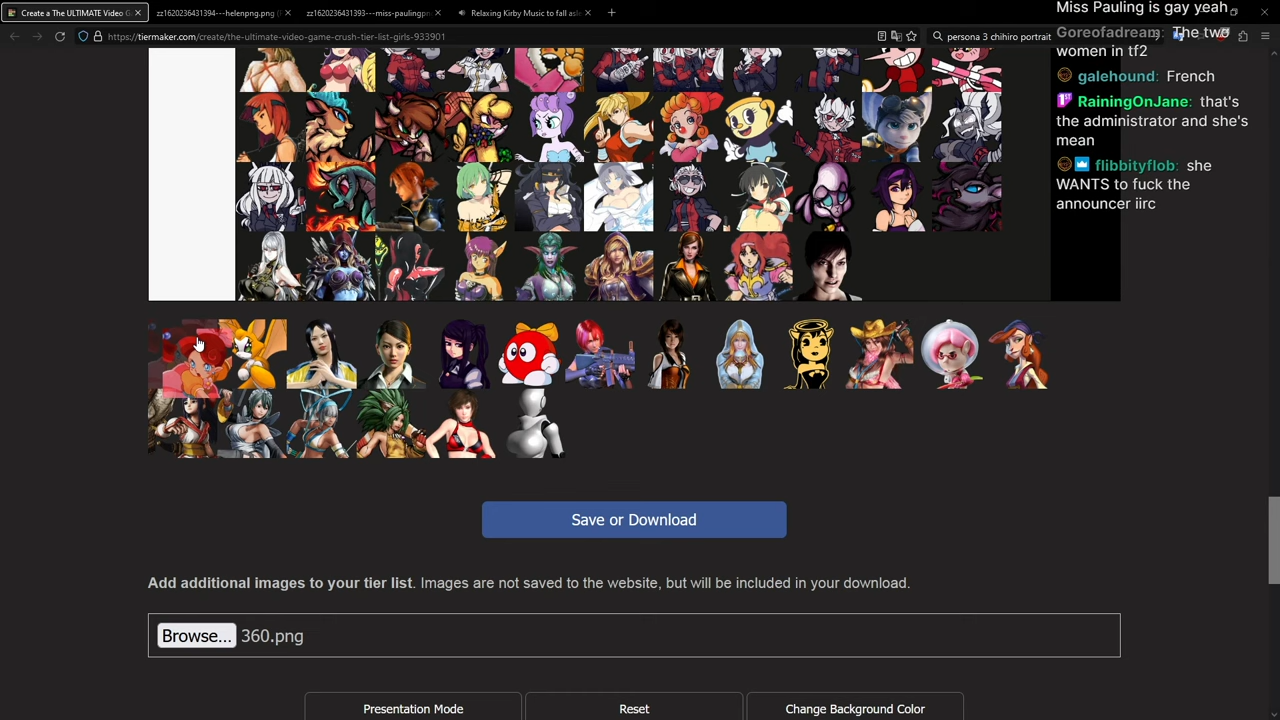 Create a The ULTIMATE Video G
zz1620236431394---helenpng.png (
zz1620236431393---miss-paulingpn
Relaxing Kirby Music to fall asle
https://tiermaker.com/create/the-ultimate-video-game-crush-tier-list-girls-933901
persona 3 chihiro portrait
Miss Pauling is gay yeah
Goreofadream: The two
women in tf2
galehound: French
RainingOnJane: that's
the administrator and she's
mean
flibbityflob: she
WANTS to fuck the
announcer iirc
Save or Download
Add additional images to your tier list. Images are not saved to the website, but will be included in your download.
Browse... 360.png
Presentation Mode
Reset
Change Background Color